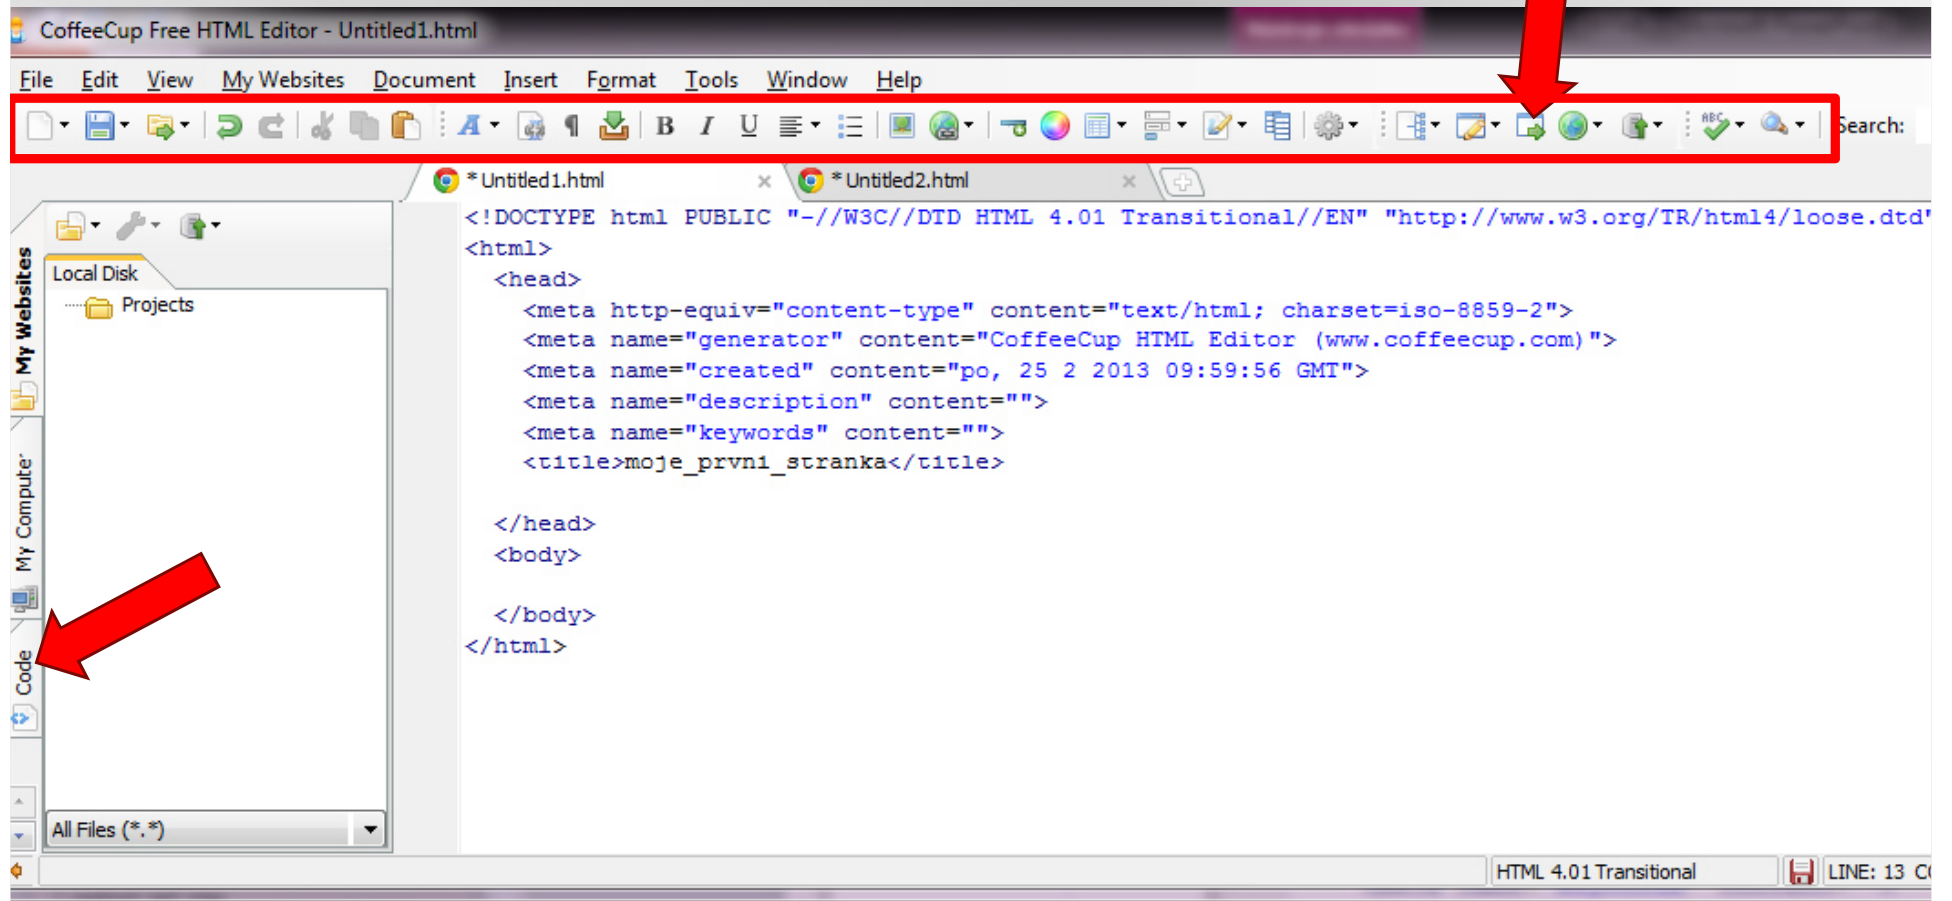 CoffeeCup Free HTML Editor - Untitled1.html
File Edit View My Websites Document Insert Format Tools Window Help
B I U ABC Search:
* Untitled1.html * Untitled2.html
My Websites
My Computer
Code
Local Disk
Projects
All Files (*.*)
<!DOCTYPE html PUBLIC "-//W3C//DTD HTML 4.01 Transitional//EN" "http://www.w3.org/TR/html4/loose.dtd"
<html>
<head>
<meta http-equiv="content-type" content="text/html; charset=iso-8859-2">
<meta name="generator" content="CoffeeCup HTML Editor (www.coffeecup.com)">
<meta name="created" content="po, 25 2 2013 09:59:56 GMT">
<meta name="description" content="">
<meta name="keywords" content="">
<title>moje_prvni_stranka</title>
</head>
<body>
</body>
</html>
HTML 4.01 Transitional LINE: 13